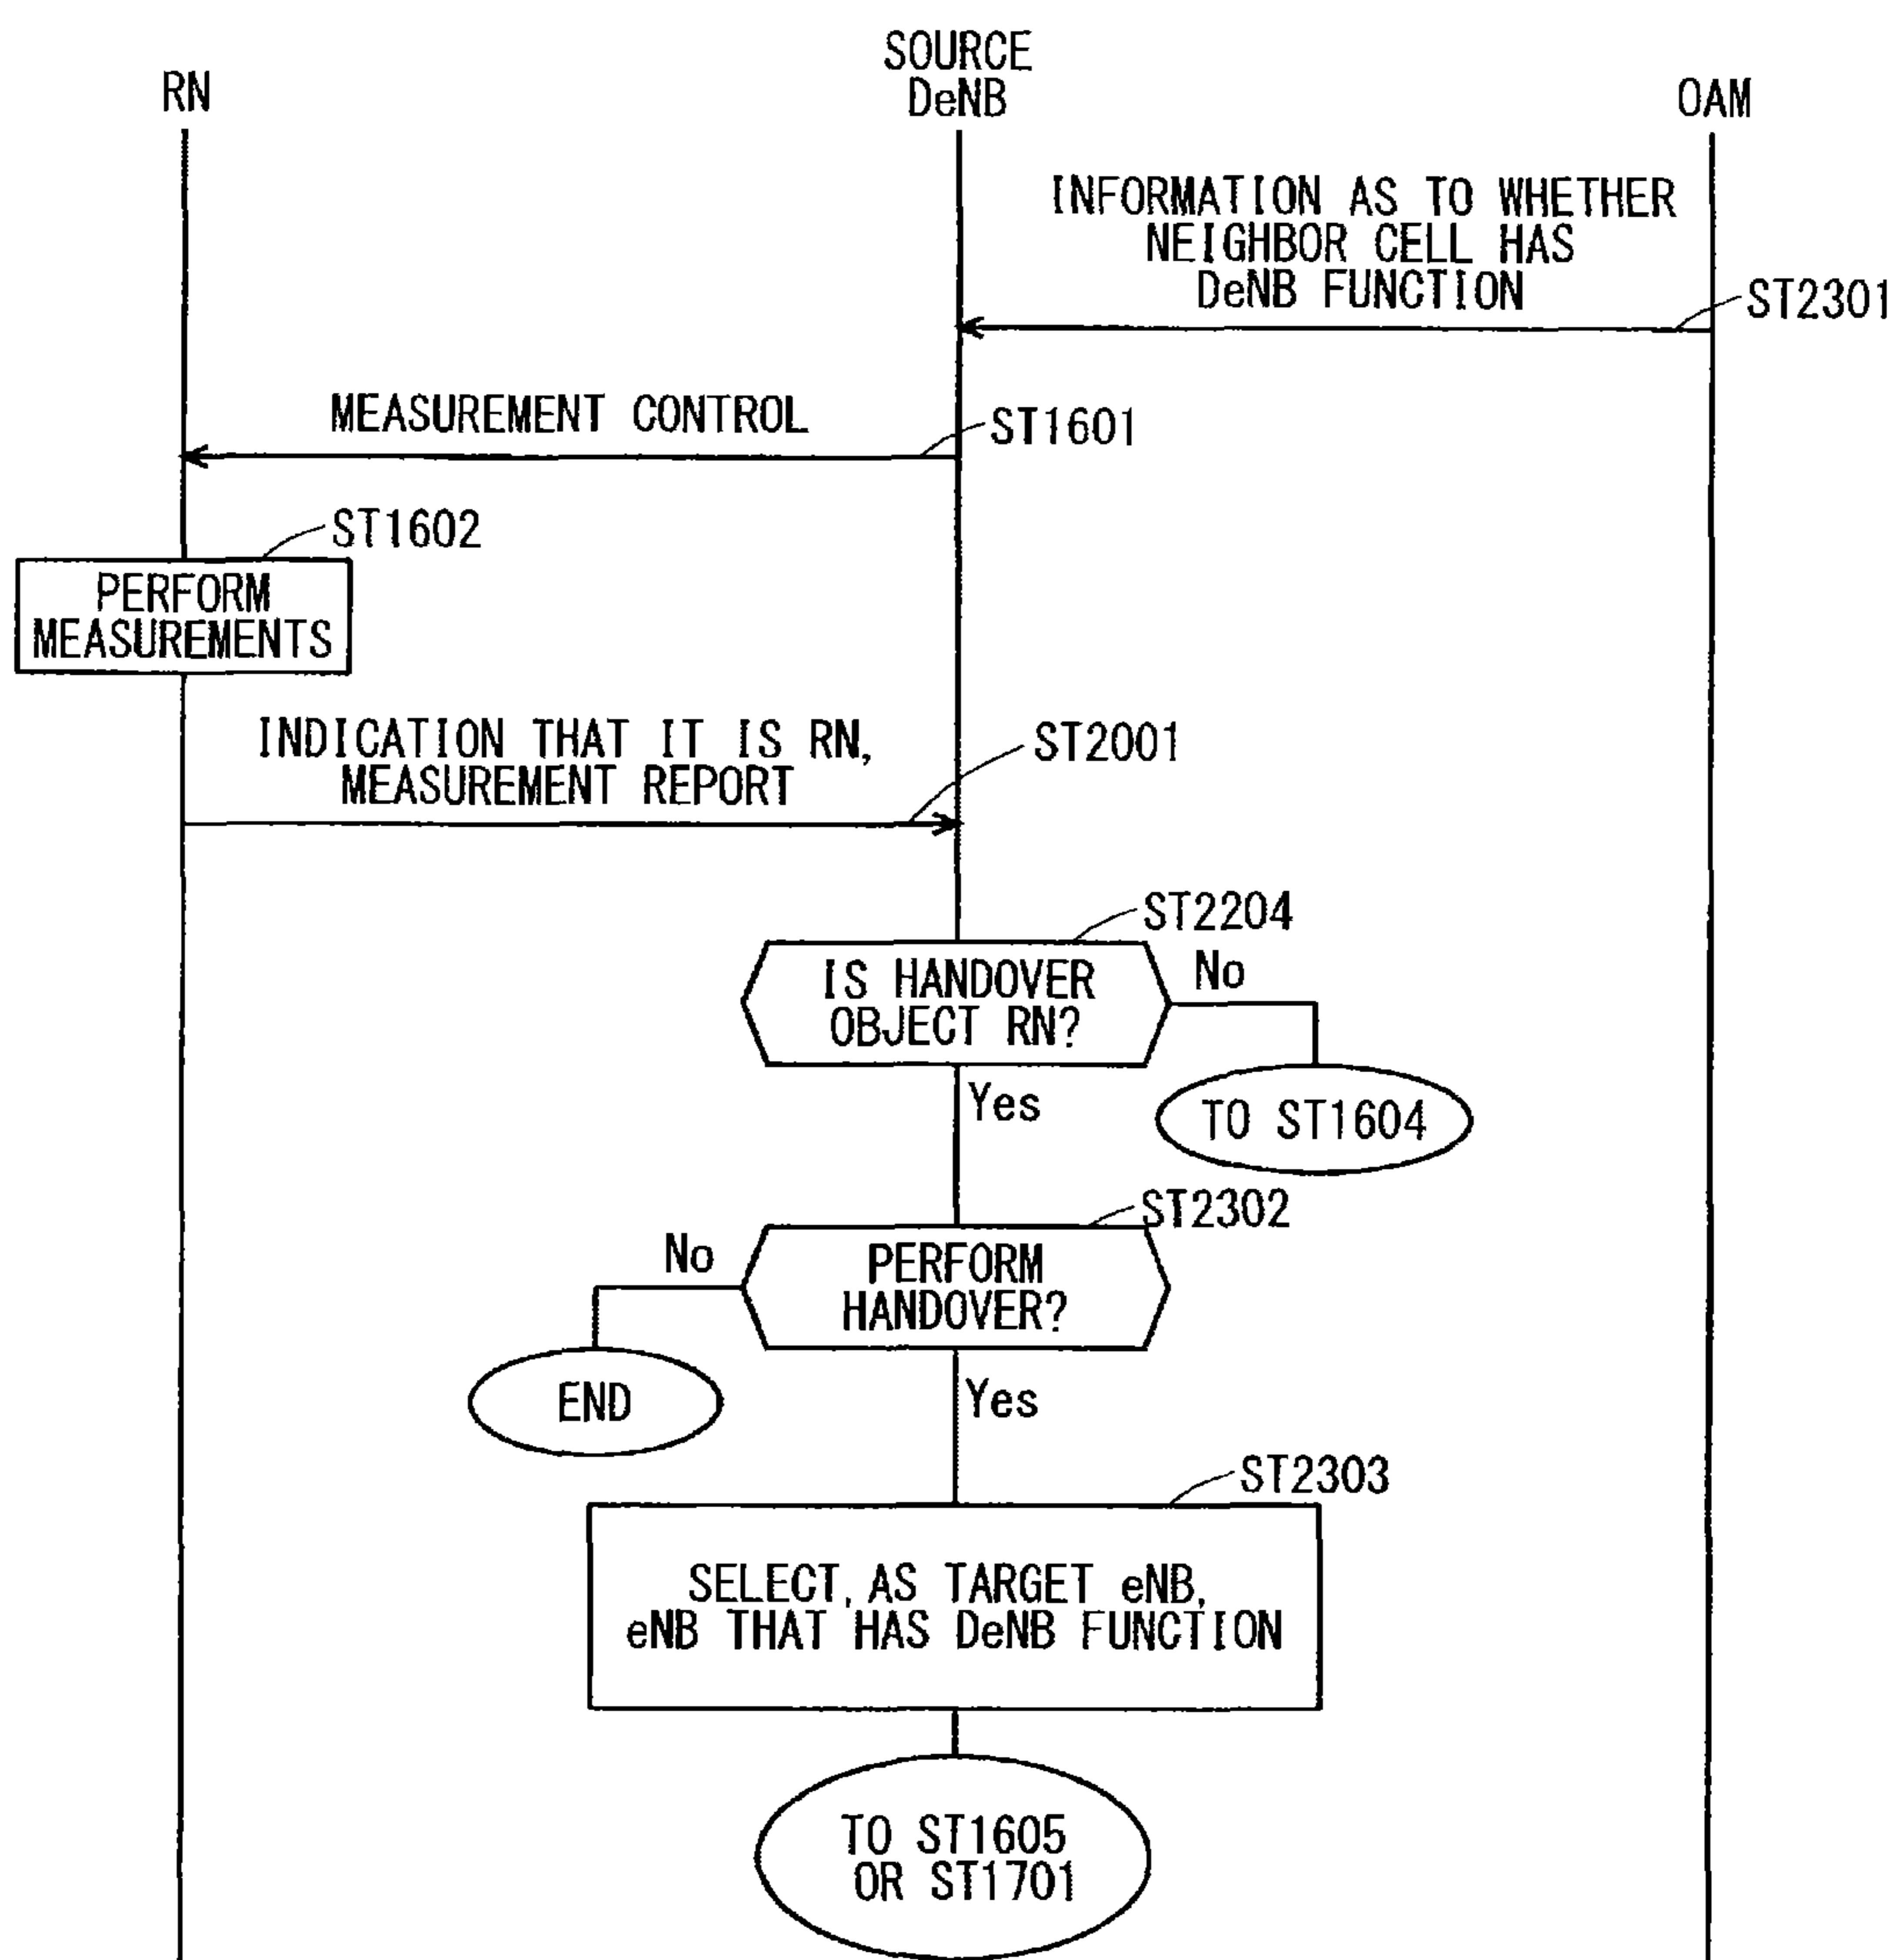 RN
SOURCE
DeNB
OAM
INFORMATION AS TO WHETHER
NEIGHBOR CELL HAS
DeNB FUNCTION
ST2301
MEASUREMENT CONTROL
ST1601
ST1602
PERFORM
MEASUREMENTS
INDICATION THAT IT IS RN,
MEASUREMENT REPORT
ST2001
ST2204
IS HANDOVER
OBJECT RN?
No
Yes
TO ST1604
ST2302
PERFORM
HANDOVER?
No
END
Yes
ST2303
SELECT, AS TARGET eNB,
eNB THAT HAS DeNB FUNCTION
TO ST1605
OR ST1701